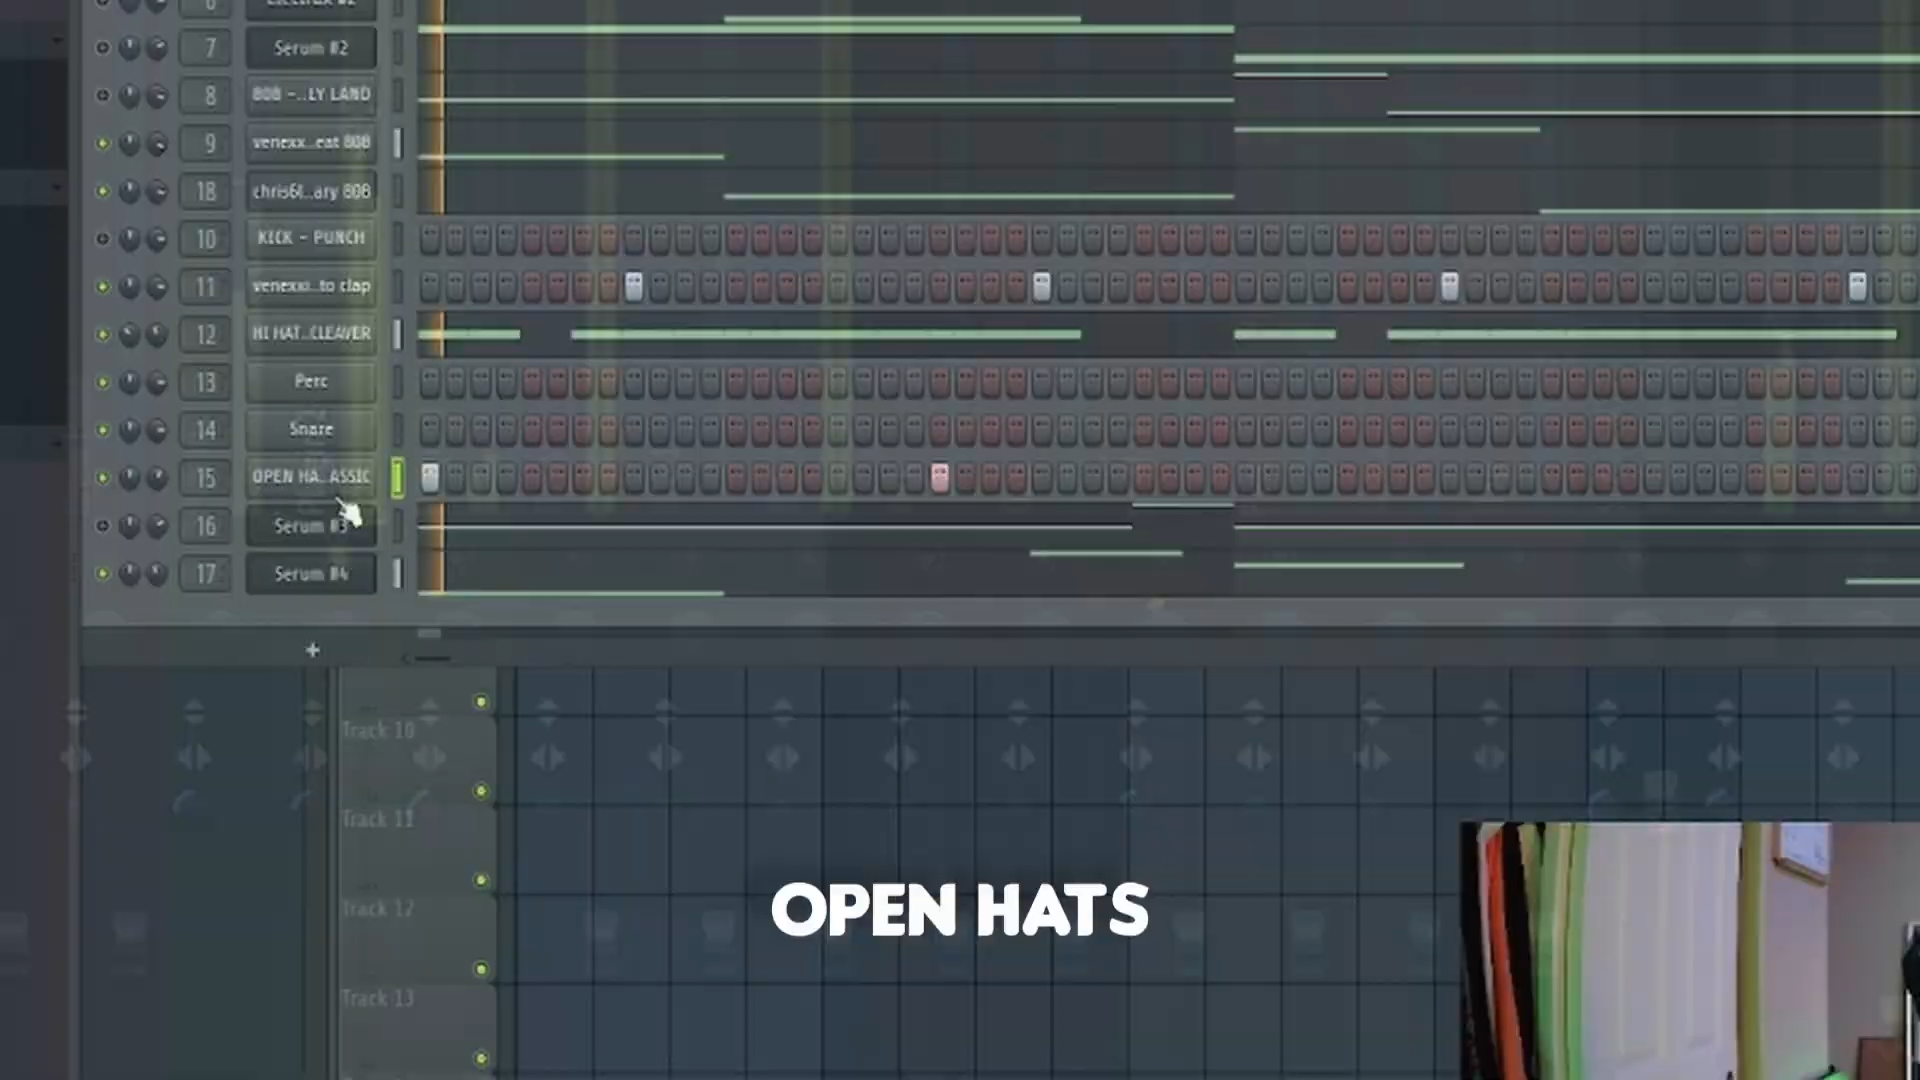 7 Serum #2
8 808 -...LY LAND
9 venexx...eat 808
18 chris6l...ary 808
10 KICK - PUNCH
11 venexx...to clap
12 HI HAT...CLEAVER
13 Perc
14 Snare
15 OPEN HA...ASSIC
16 Serum #3
17 Serum #4
+
Track 10
Track 11
Track 12
OPEN HATS
Track 13